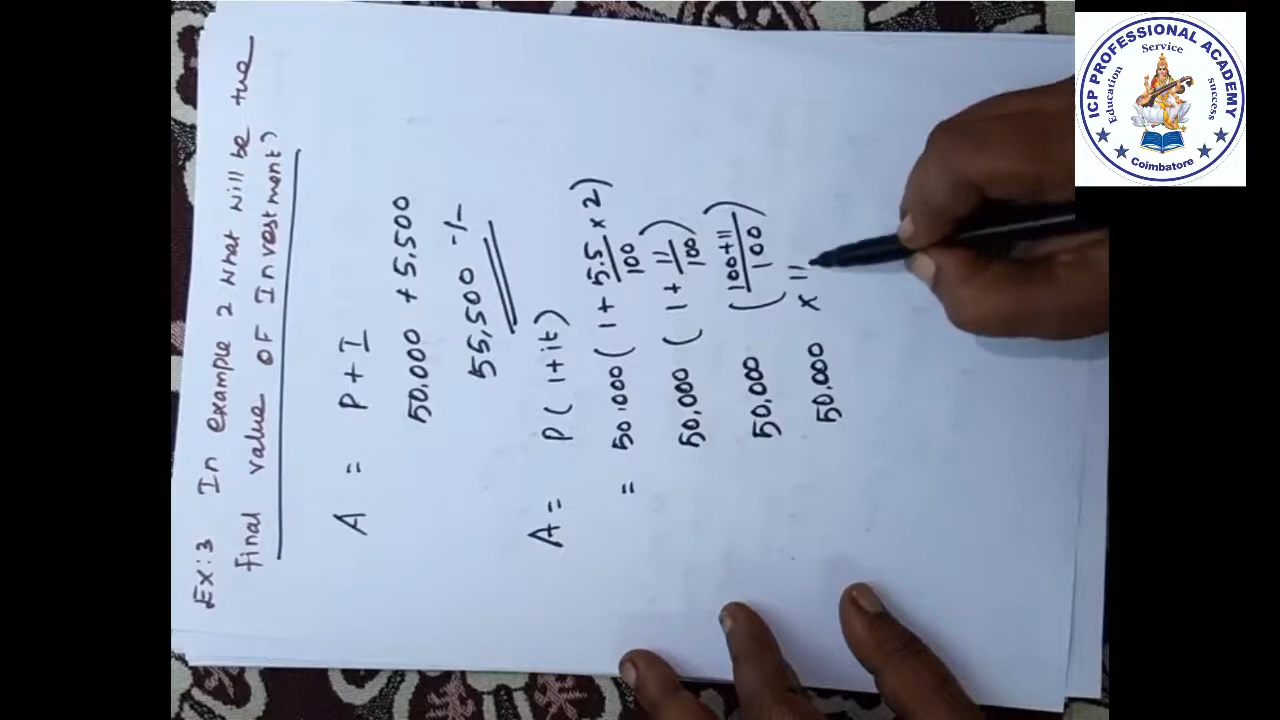 Ex:3 In example 2 what will be the
final value of Investment?
A = P + I
50,000 + 5,500
55,500 -/-
A = P ( 1+it )
= 50,000 ( 1 + 5.5/100 x 2 )
50,000 ( 1 + 11/100 )
50,000 ( 100+11/100 )
50,000 x 11
ICP PROFESSIONAL ACADEMY
Education
Service
success
Coimbatore